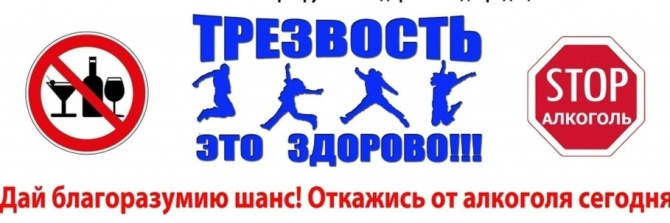 ТРЕЗВОСТЬ
ЭТО ЗДОРОВО!!!
STOP
АЛКОГОЛЬ
Дай благоразумию шанс! Откажись от алкоголя сегодня